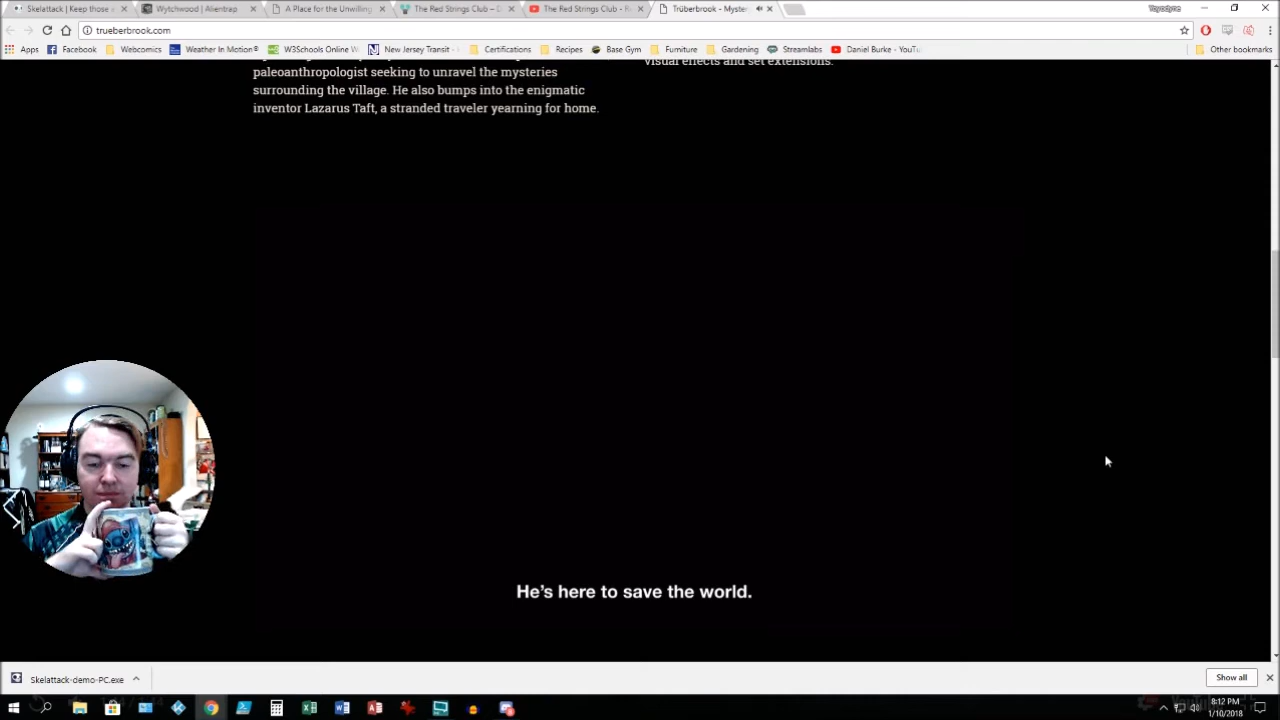 Skelattack | Keep those
Wytchwood | Alientrap
A Place for the Unwilling
The Red Strings Club –
The Red Strings Club -
Trüberbrook - Myste
Yoyodyne
trueberbrook.com
Apps
Facebook
Webcomics
Weather In Motion®
W3Schools Online W
New Jersey Transit -
Certifications
Recipes
Base Gym
Furniture
Gardening
Streamlabs
Daniel Burke - YouTu
Other bookmarks
visual effects and set extensions.
paleoanthropologist seeking to unravel the mysteries
surrounding the village. He also bumps into the enigmatic
inventor Lazarus Taft, a stranded traveler yearning for home.
He's here to save the world.
Skelattack-demo-PC.exe
Show all
8:12 PM
1/10/2018